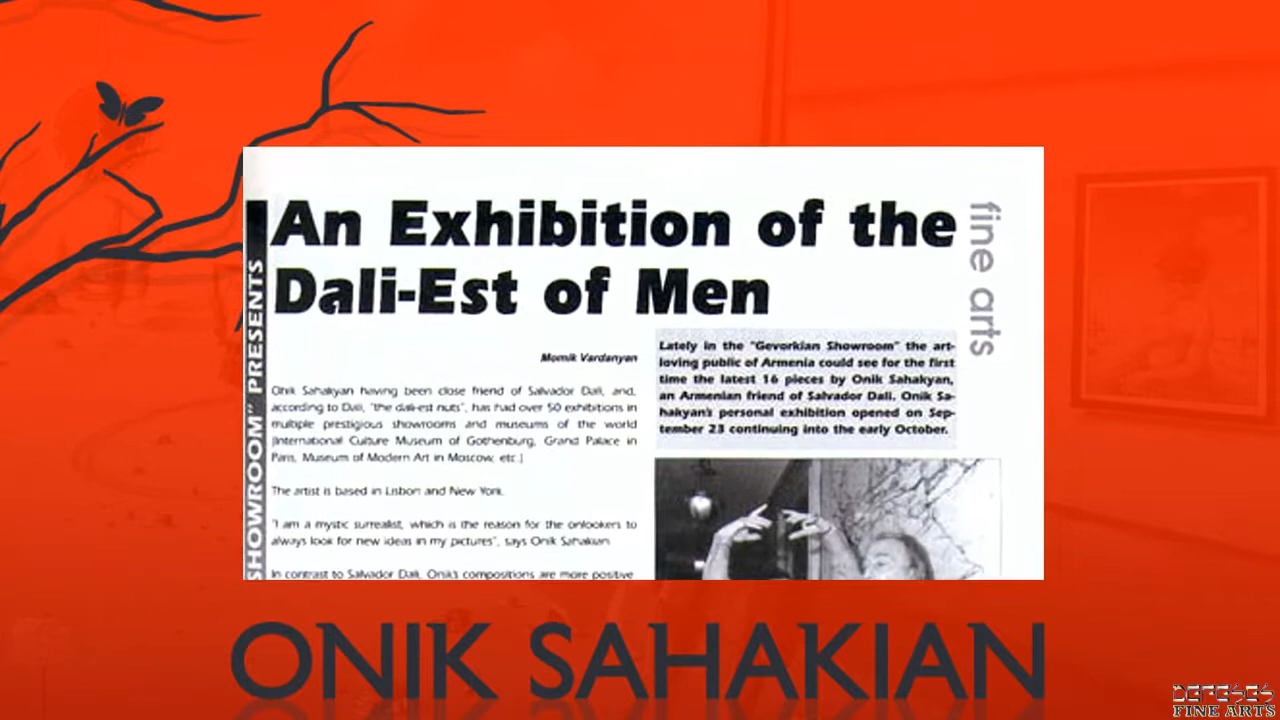 An Exhibition of the
Dali-Est of Men
fine arts
SHOWROOM" PRESENTS
Momik Vardanyan
Onik Sahakyan having been close friend of Salvador Dali, and,
according to Dali, "the dali-est nuts", has had over 50 exhibitions in
multiple prestigious showrooms and museums of the world
(International Culture Museum of Gothenburg, Grand Palace in
Paris, Museum of Modern Art in Moscow, etc.)
The artist is based in Lisbon and New York.
"I am a mystic surrealist, which is the reason for the onlookers to
always look for new ideas in my pictures", says Onik Sahakian.
In contrast to Salvador Dali, Onik's compositions are more positive
Lately in the "Gevorkian Showroom" the art-
loving public of Armenia could see for the first
time the latest 16 pieces by Onik Sahakyan,
an Armenian friend of Salvador Dali. Onik Sa-
hakyan's personal exhibition opened on Sep-
tember 23 continuing into the early October.
ONIK SAHAKIAN
FINE ARTS